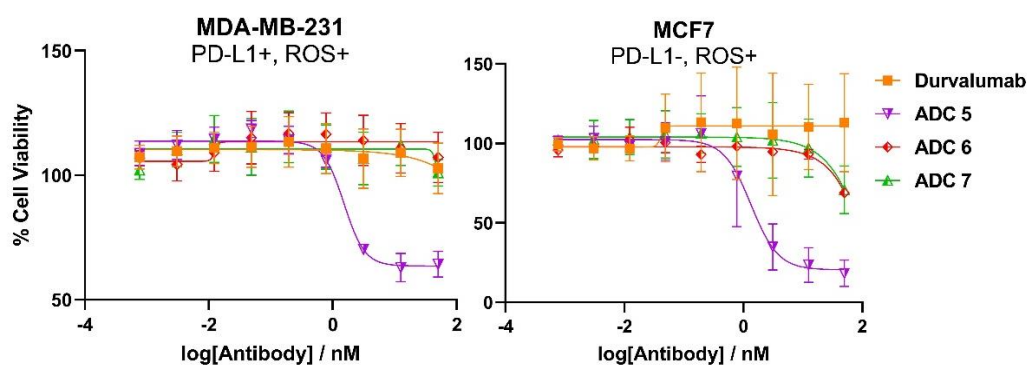 MDA-MB-231
PD-L1+, ROS+
150
100
50
% Cell Viability
-4
-2
0
2
log[Antibody] / nM
MCF7
PD-L1-, ROS+
150
100
50
0
-4
-2
0
2
log[Antibody] / nM
Durvalumab
ADC 5
ADC 6
ADC 7